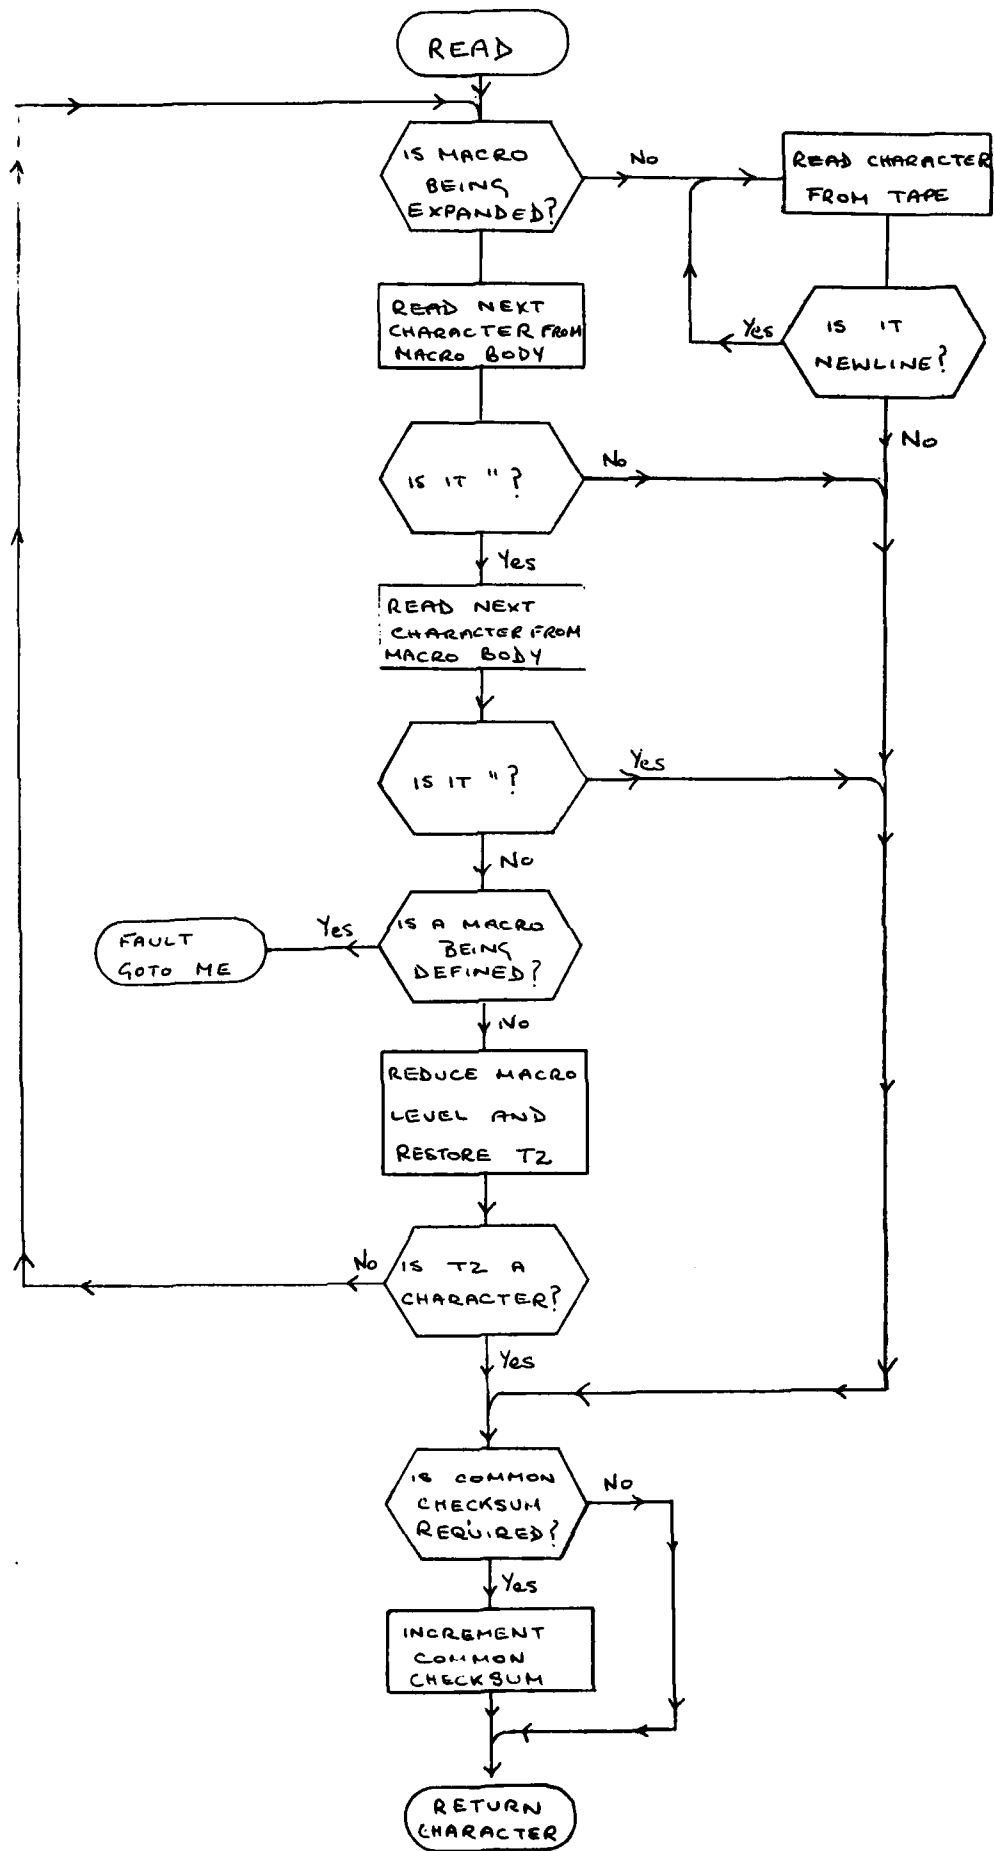 READ
IS MACRO
BEING
EXPANDED?
No
READ CHARACTER
FROM TAPE
READ NEXT
CHARACTER FROM
MACRO BODY
Yes
IS IT
NEWLINE?
No
IS IT " ?
No
Yes
READ NEXT
CHARACTER FROM
MACRO BODY
IS IT " ?
Yes
No
IS A MACRO
BEING
DEFINED?
Yes
FAULT
GOTO ME
No
REDUCE MACRO
LEVEL AND
RESTORE T2
No
IS T2 A
CHARACTER?
Yes
IS COMMON
CHECKSUM
REQUIRED?
No
Yes
INCREMENT
COMMON
CHECKSUM
RETURN
CHARACTER